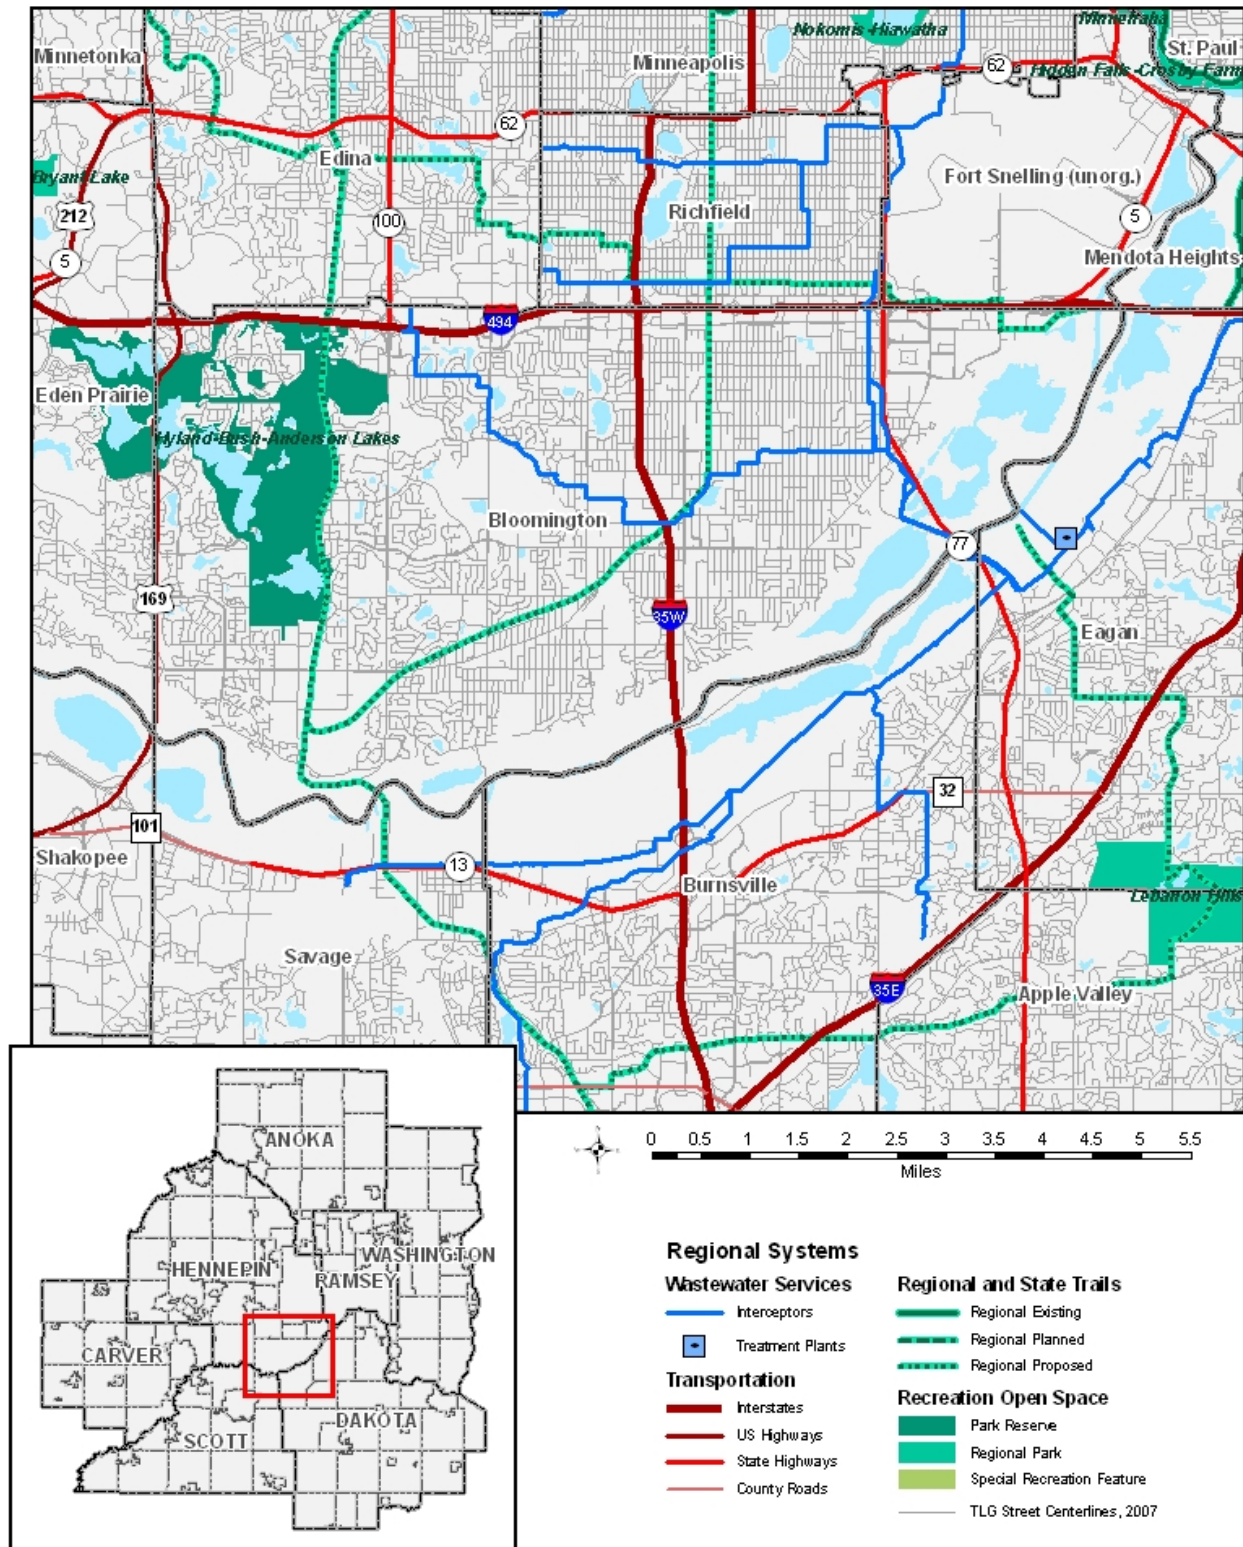 Minnehaha
Nokomis-Hiawatha
St. Paul
Minnetonka
Minneapolis
62
Hidden Falls-Crosby Farm
62
Edina
Bryant Lake
Fort Snelling (unorg.)
212
100
Richfield
5
5
Mendota Heights
494
Eden Prairie
Hyland-Bush-Anderson Lakes
Bloomington
77
169
35W
Eagan
32
101
Shakopee
13
Burnsville
Lebanon Hills
Savage
35E
Apple Valley
ANOKA
WASHINGTON
HENNEPIN
RAMSEY
CARVER
DAKOTA
SCOTT
0 0.5 1 1.5 2 2.5 3 3.5 4 4.5 5 5.5
Miles
Regional Systems
Wastewater Services
Interceptors
Treatment Plants
Transportation
Interstates
US Highways
State Highways
County Roads
Regional and State Trails
Regional Existing
Regional Planned
Regional Proposed
Recreation Open Space
Park Reserve
Regional Park
Special Recreation Feature
TLG Street Centerlines, 2007